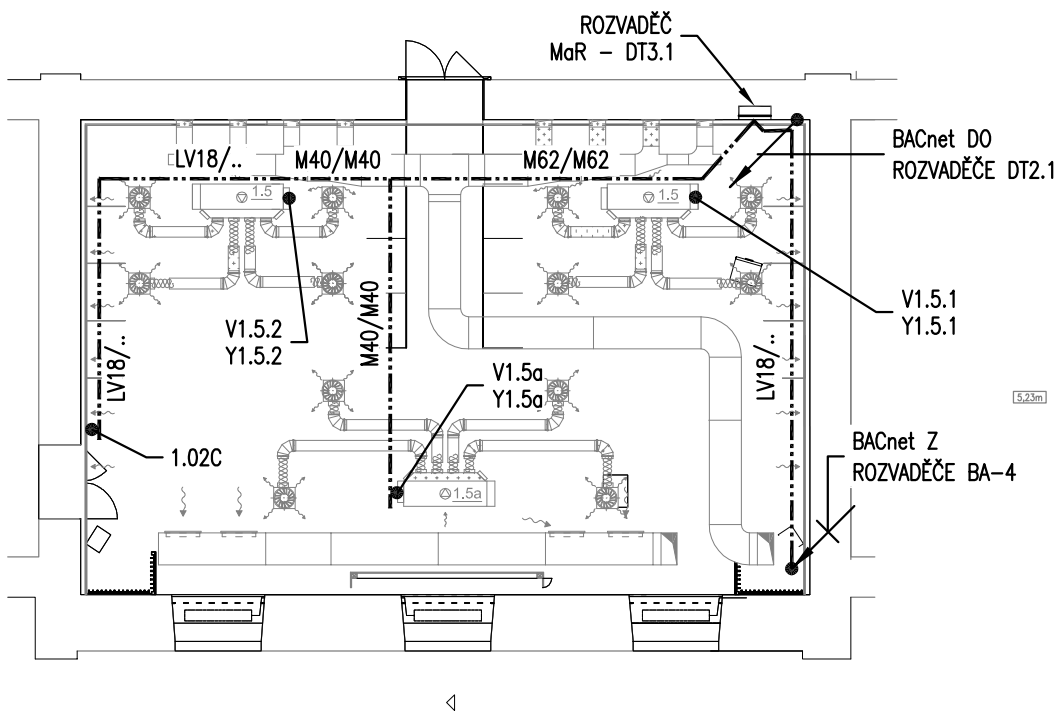 ROZVADĚČ
MaR – DT3.1
BACnet DO
ROZVADĚČE DT2.1
LV18/..
M40/M40
M62/M62
1.5
1.5
V1.5.2
Y1.5.2
M40/M40
V1.5.1
Y1.5.1
LV18/..
V1.5a
Y1.5a
LV18/..
5,23m
1.02C
BACnet Z
ROZVADĚČE BA–4
1.5a